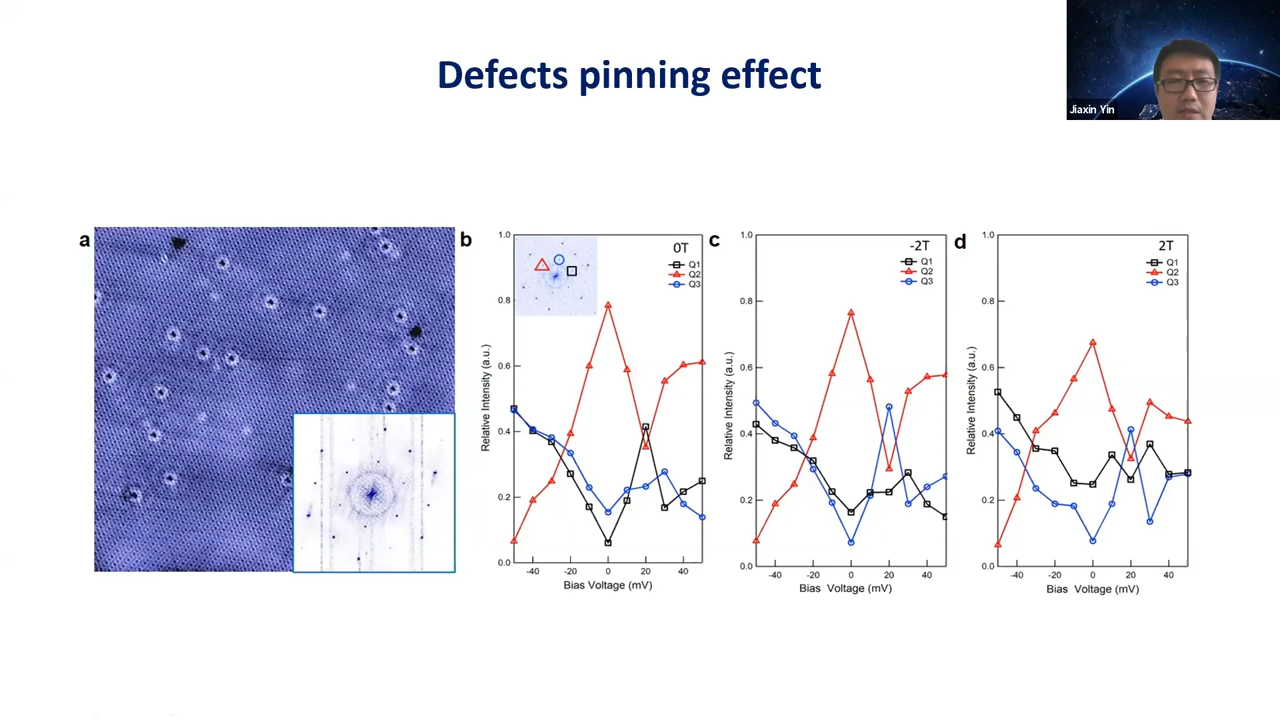 Defects pinning effect
Jiaxin Yin
a
b
1.0
0.8
0.6
0.4
0.2
0.0
Relative Intensity (a.u.)
0T
Q1
Q2
Q3
-40
-20
0
20
40
Bias Voltage (mV)
c
1.0
0.8
0.6
0.4
0.2
0.0
Relative Intensity (a.u.)
-2T
Q1
Q2
Q3
-40
-20
0
20
40
Bias Voltage (mV)
d
1.0
0.8
0.6
0.4
0.2
0.0
Relative Intensity (a.u.)
2T
Q1
Q2
Q3
-40
-20
0
20
40
Bias Voltage (mV)